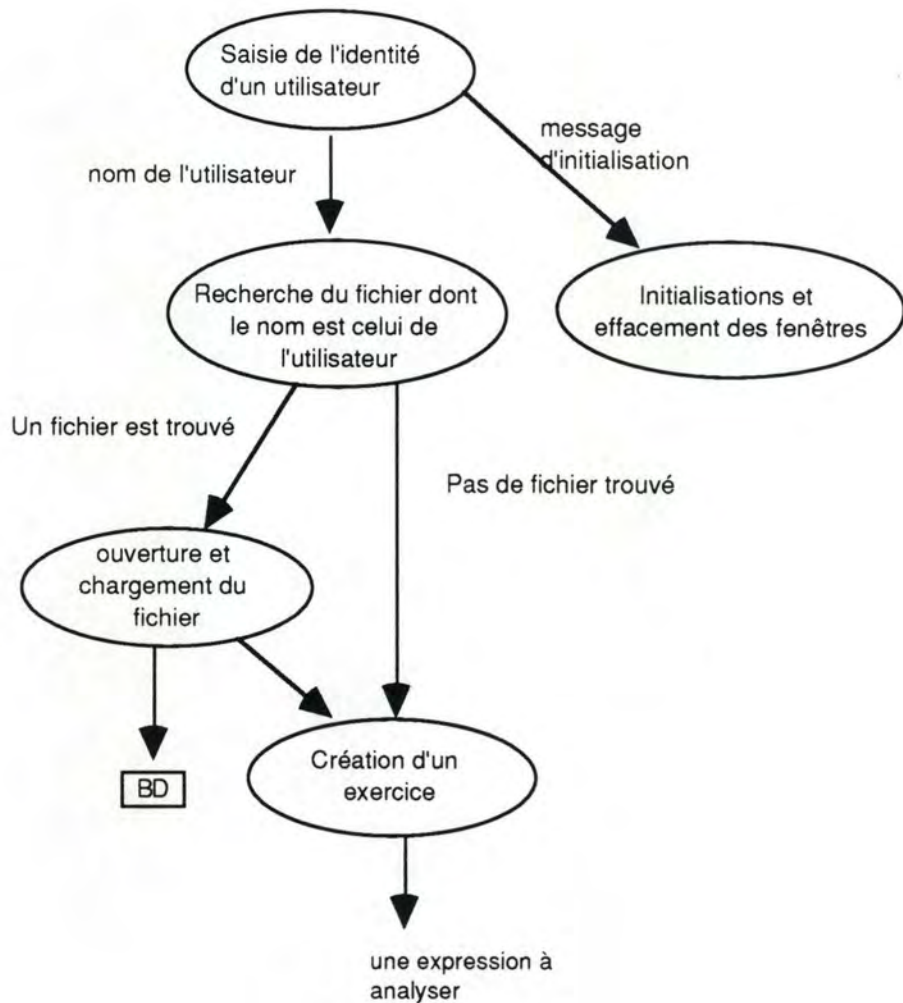 Saisie de l'identité
d'un utilisateur
message
d'initialisation
nom de l'utilisateur
Recherche du fichier dont
le nom est celui de
l'utilisateur
Initialisations et
effacement des fenêtres
Un fichier est trouvé
Pas de fichier trouvé
ouverture et
chargement du
fichier
BD
Création d'un
exercice
une expression à
analyser